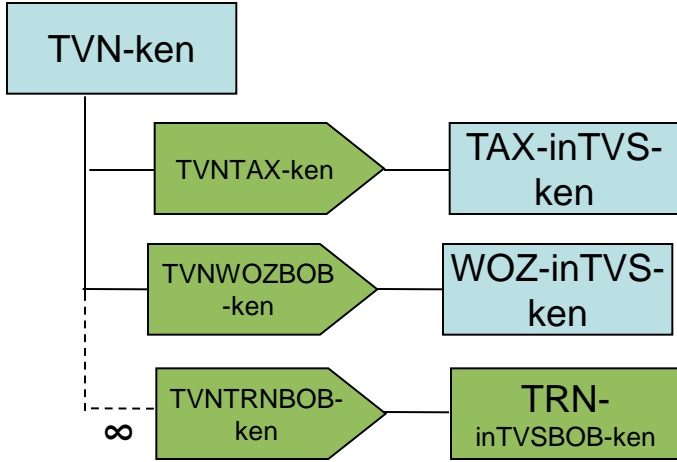 TVN-ken
TVNTAX-ken
TAX-inTVS-
ken
TVNWOZBOB
-ken
WOZ-inTVS-
ken
TVNTRNBOB-
ken
TRN-
inTVSBOB-ken
∞